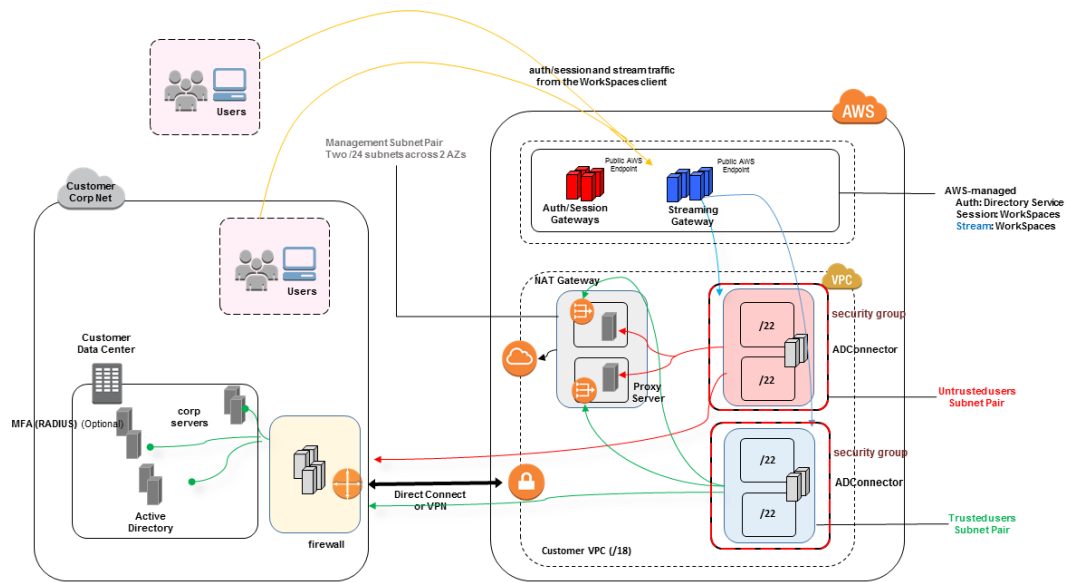 auth/session and stream traffic
from the WorkSpaces client
Users
AWS
Management Subnet Pair
Two /24 subnets across 2 AZs
Public AWS
Endpoint
Public AWS
Endpoint
Customer
Corp Net
Auth/Session
Gateways
Streaming
Gateway
AWS-managed
Auth: Directory Service
Session: WorkSpaces
Stream: WorkSpaces
Users
NAT Gateway
VPC
security group
/22
ADConnector
/22
Proxy
Server
Untrusted users
Subnet Pair
Customer
Data Center
corp
servers
MFA (RADIUS) (Optional)
security group
/22
ADConnector
/22
Active
Directory
Direct Connect
or VPN
Trusted users
Subnet Pair
firewall
Customer VPC (/18)